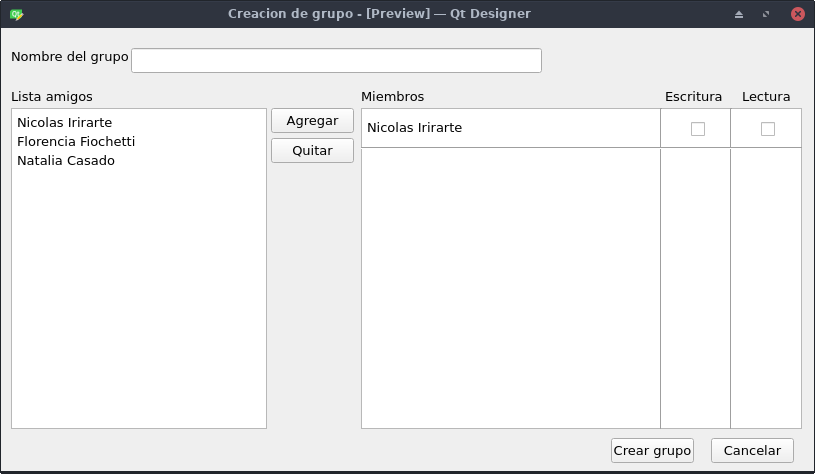 Creacion de grupo - [Preview] — Qt Designer
Nombre del grupo
Lista amigos
Nicolas Irirarte
Florencia Fiochetti
Natalia Casado
Agregar
Quitar
Miembros Escritura Lectura
Nicolas Irirarte
Crear grupo Cancelar